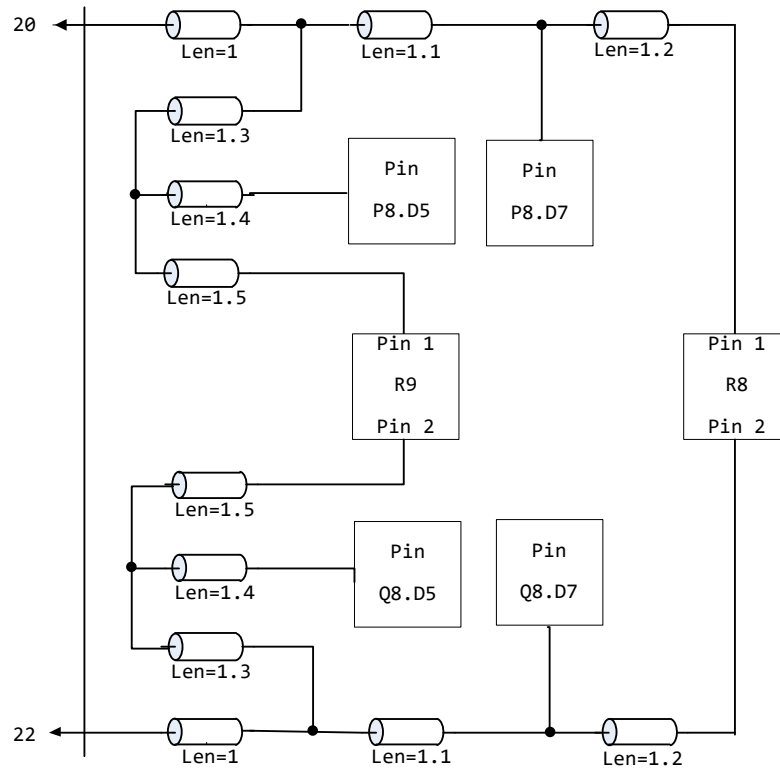 20
Len=1
Len=1.1
Len=1.2
Len=1.3
Pin
P8.D5
Pin
P8.D7
Len=1.4
Len=1.5
Pin 1
R9
Pin 2
Pin 1
R8
Pin 2
Len=1.5
Pin
Q8.D5
Pin
Q8.D7
Len=1.4
Len=1.3
22
Len=1
Len=1.1
Len=1.2